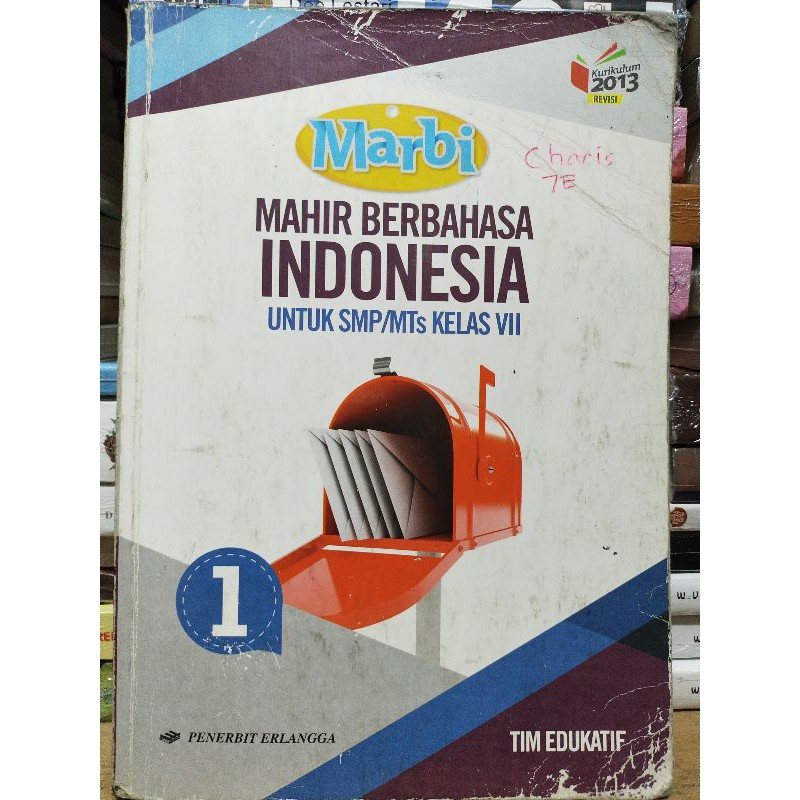 Kurikulum
2013
REVISI
Marbi
Charis
7E
MAHIR BERBAHASA
INDONESIA
UNTUK SMP/MTs KELAS VII
1
PENERBIT ERLANGGA
TIM EDUKATIF